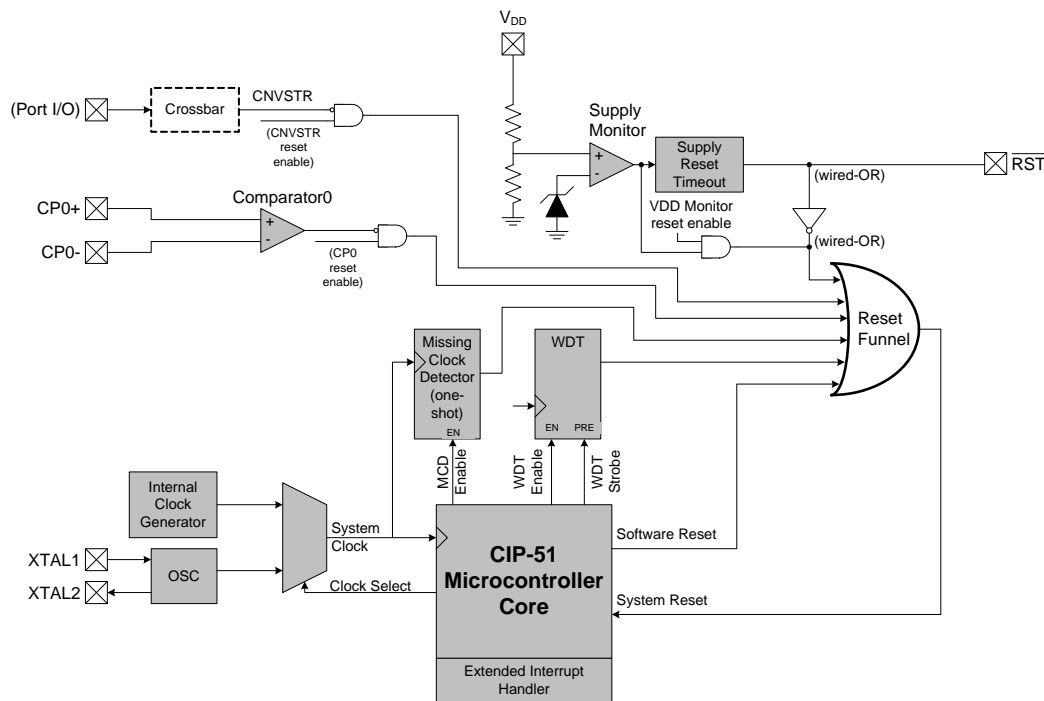 VDD
(Port I/O)
Crossbar
CNVSTR
(CNVSTR
reset
enable)
Supply
Monitor
+
-
Supply
Reset
Timeout
(wired-OR)
RST
VDD Monitor
reset enable
(wired-OR)
CP0+
CP0-
Comparator0
+
-
(CP0
reset
enable)
Reset
Funnel
Missing
Clock
Detector
(one-
shot)
EN
WDT
EN
PRE
MCD
Enable
WDT
Enable
WDT
Strobe
Internal
Clock
Generator
System
Clock
XTAL1
XTAL2
OSC
Clock Select
CIP-51
Microcontroller
Core
Software Reset
System Reset
Extended Interrupt
Handler